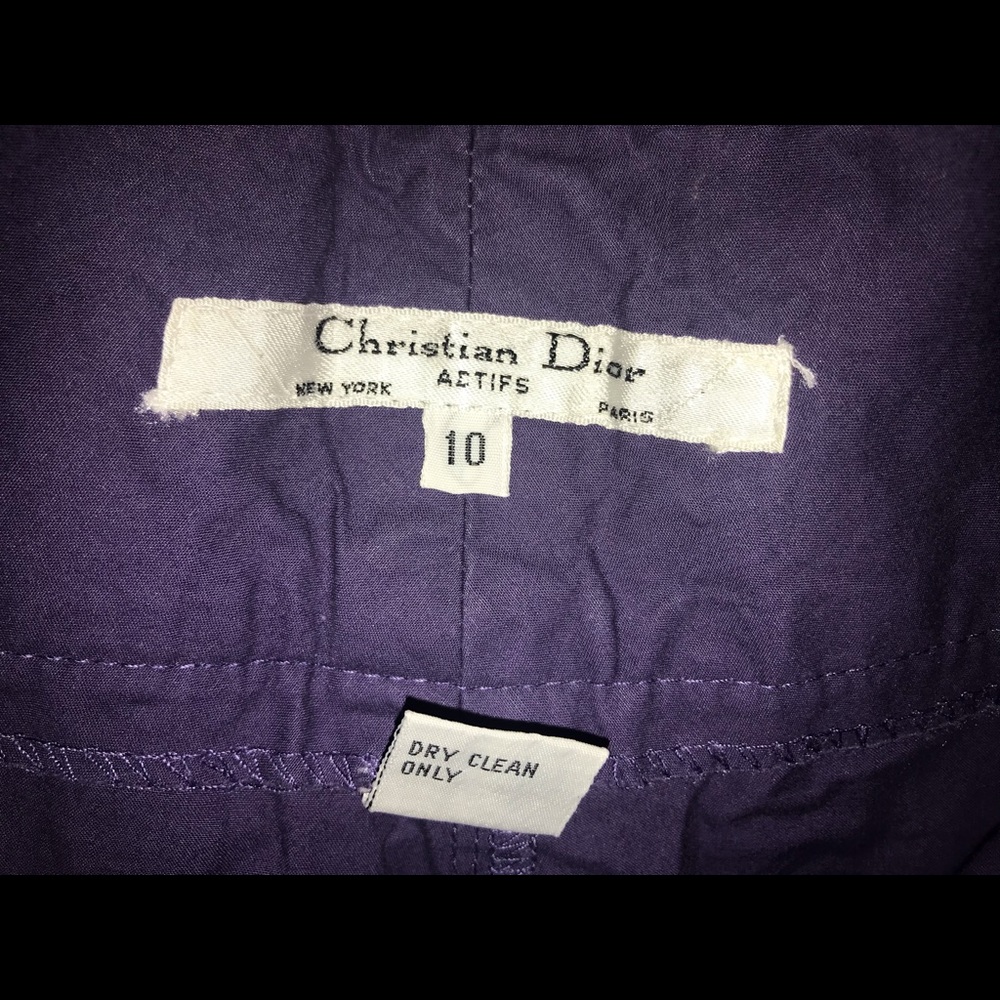 Christian Dior
ACTIFS
NEW YORK PARIS
10
DRY CLEAN
ONLY